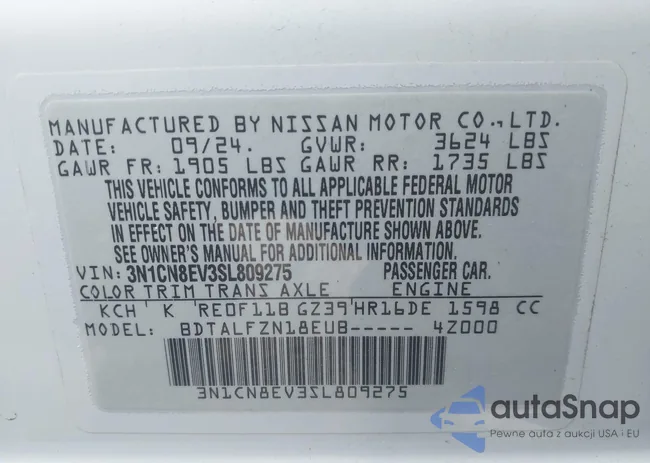 MANUFACTURED BY NISSAN MOTOR CO., LTD.
DATE: 09/24. GVWR: 3624 LBS
GAWR FR: 1905 LBS GAWR RR: 1735 LBS
THIS VEHICLE CONFORMS TO ALL APPLICABLE FEDERAL MOTOR
VEHICLE SAFETY, BUMPER AND THEFT PREVENTION STANDARDS
IN EFFECT ON THE DATE OF MANUFACTURE SHOWN ABOVE.
SEE OWNER'S MANUAL FOR ADDITIONAL INFORMATION.
VIN: 3N1CN8EV3SL809275 PASSENGER CAR.
COLOR TRIM TRANS AXLE ENGINE
KCH K RE0F11B GZ39 HR16DE 1598 CC
MODEL: BDTALFZN18EUB----- 4Z000
3N1CN8EV3SL809275
autaSnap
Pewne auta z aukcji USA i EU